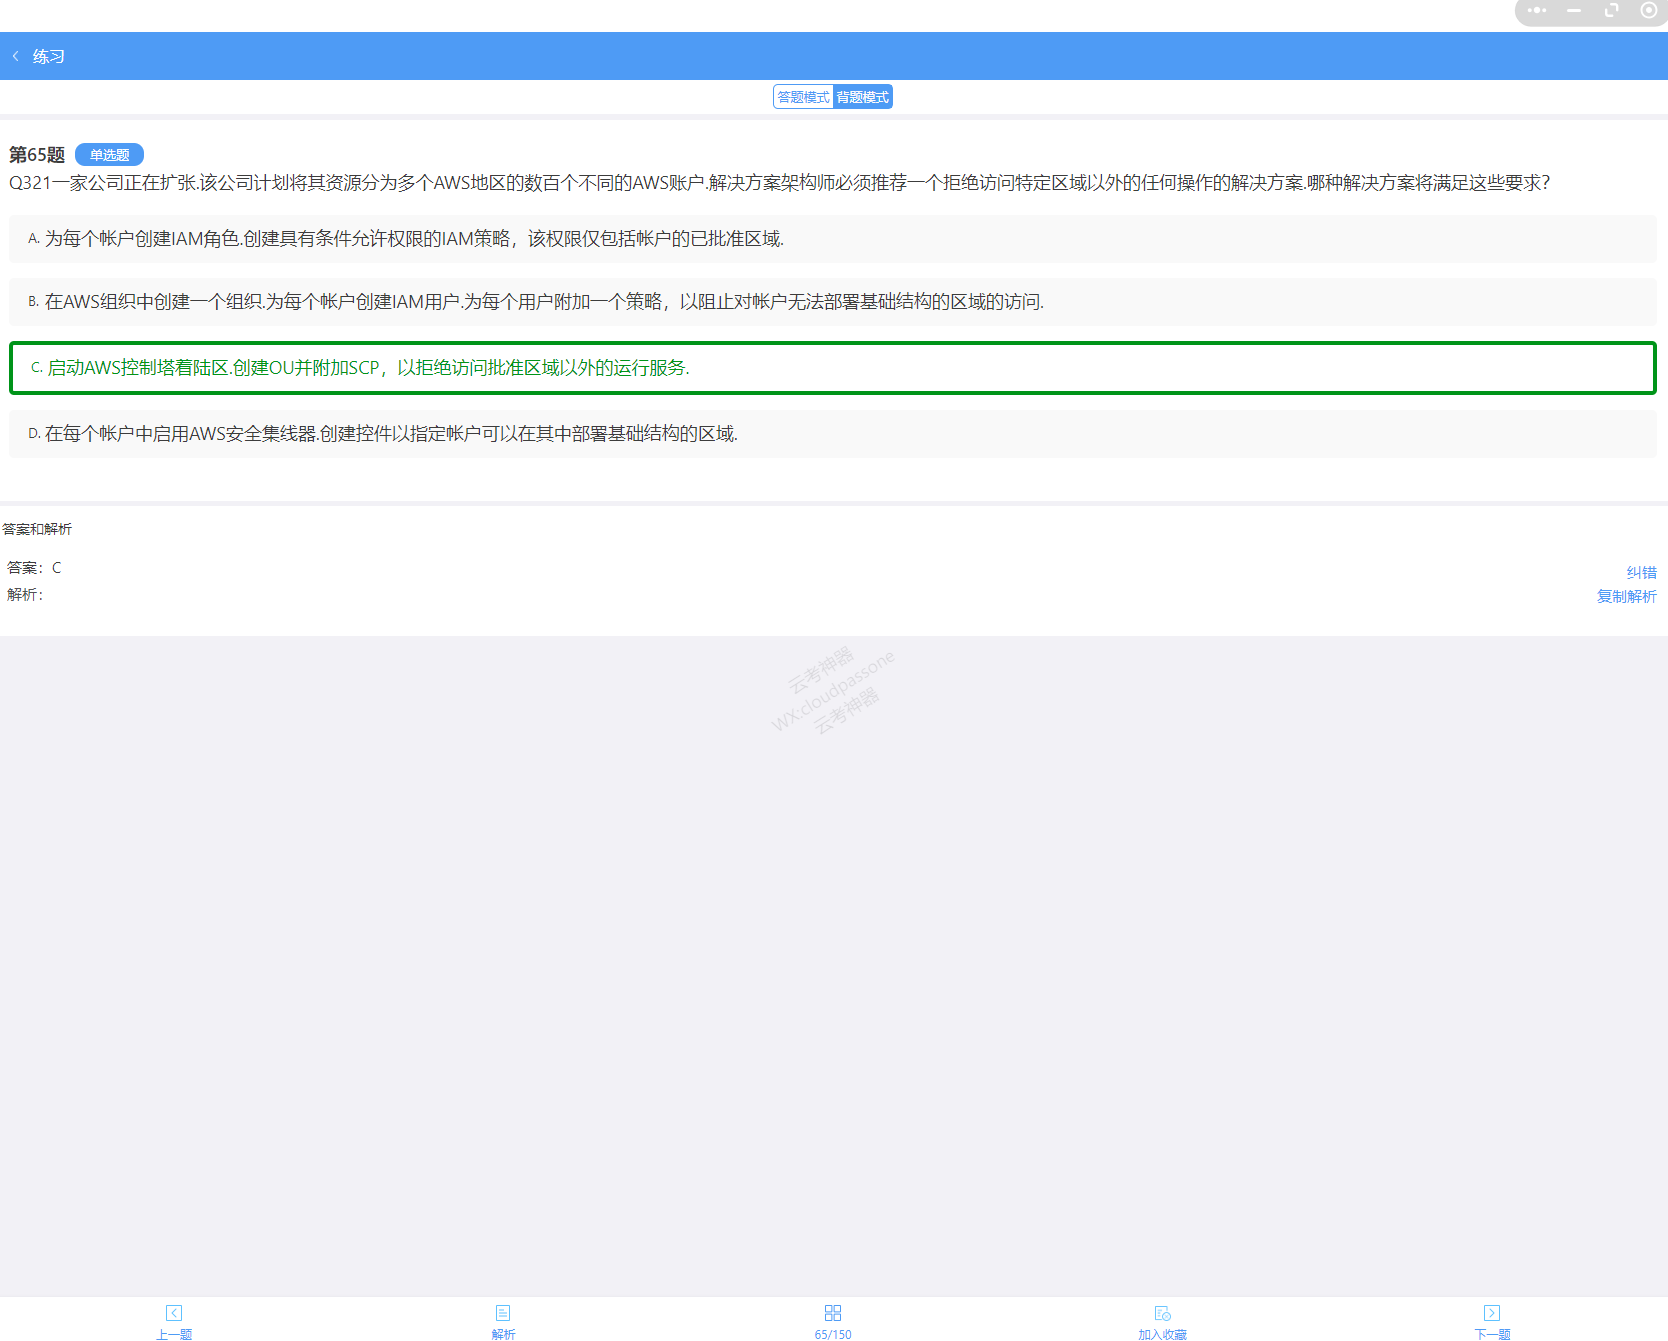 练习
答题模式 背题模式
第65题 单选题
Q321一家公司正在扩张.该公司计划将其资源分为多个AWS地区的数百个不同的AWS账户.解决方案架构师必须推荐一个拒绝访问特定区域以外的任何操作的解决方案.哪种解决方案将满足这些要求？
A. 为每个帐户创建IAM角色.创建具有条件允许权限的IAM策略，该权限仅包括帐户的已批准区域.
B. 在AWS组织中创建一个组织.为每个帐户创建IAM用户.为每个用户附加一个策略，以阻止对帐户无法部署基础结构的区域的访问.
C. 启动AWS控制塔着陆区.创建OU并附加SCP，以拒绝访问批准区域以外的运行服务.
D. 在每个帐户中启用AWS安全集线器.创建控件以指定帐户可以在其中部署基础结构的区域.
答案和解析
答案：C
纠错
解析：
复制解析
云考神器
WX:cloudpassone
云考神器
上一题 解析 65/150 加入收藏 下一题